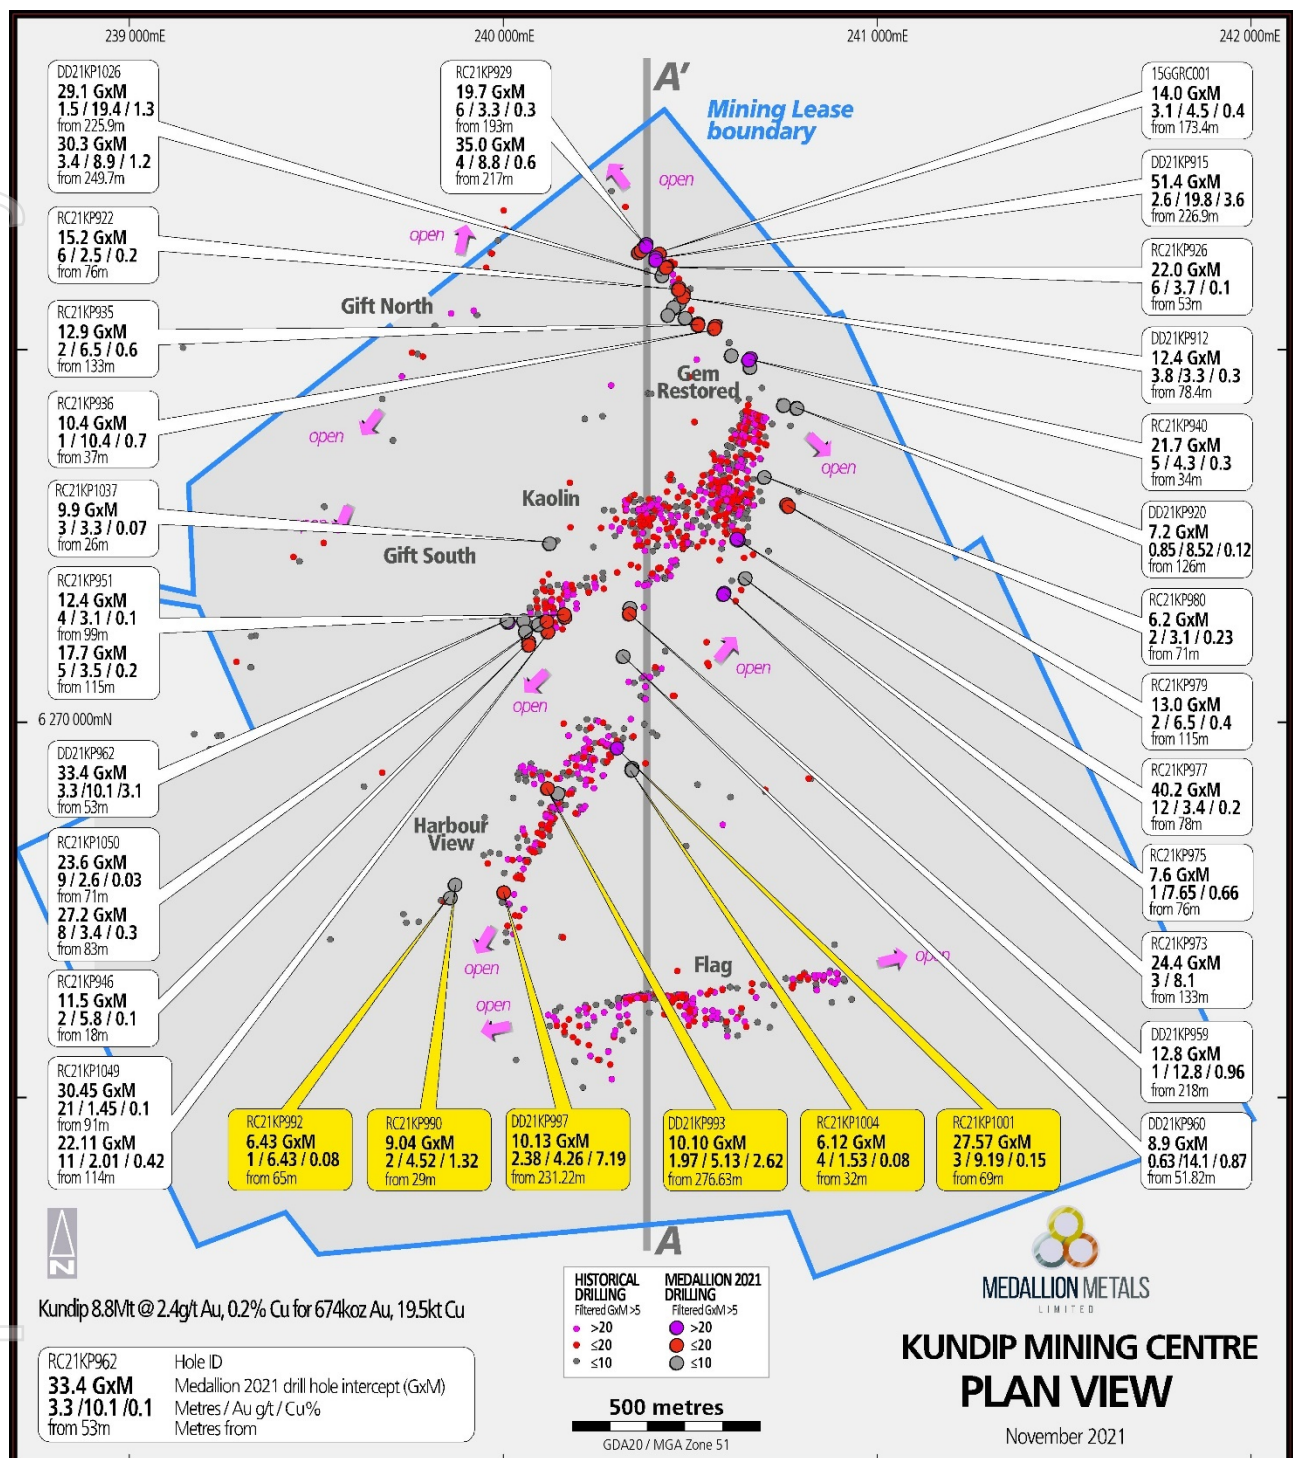 239 000mE
240 000mE
241 000mE
242 000mE
DD21KP1026
29.1 GxM
1.5 / 19.4 / 1.3
from 225.9m
30.3 GxM
3.4 / 8.9 / 1.2
from 249.7m
RC21KP929
19.7 GxM
6 / 3.3 / 0.3
from 193m
35.0 GxM
4 / 8.8 / 0.6
from 217m
A'
Mining Lease
boundary
15GGRC001
14.0 GxM
3.1 / 4.5 / 0.4
from 173.4m
DD21KP915
51.4 GxM
2.6 / 19.8 / 3.6
from 226.9m
RC21KP922
15.2 GxM
6 / 2.5 / 0.2
from 76m
RC21KP926
22.0 GxM
6 / 3.7 / 0.1
from 53m
open
open
Gift North
RC21KP935
12.9 GxM
2 / 6.5 / 0.6
from 133m
DD21KP912
12.4 GxM
3.8 /3.3 / 0.3
from 78.4m
Gem
Restored
RC21KP936
10.4 GxM
1 / 10.4 / 0.7
from 37m
open
open
RC21KP940
21.7 GxM
5 / 4.3 / 0.3
from 34m
RC21KP1037
9.9 GxM
3 / 3.3 / 0.07
from 26m
Kaolin
Gift South
DD21KP920
7.2 GxM
0.85 / 8.52 / 0.12
from 126m
RC21KP951
12.4 GxM
4 / 3.1 / 0.1
from 99m
17.7 GxM
5 / 3.5 / 0.2
from 115m
RC21KP980
6.2 GxM
2 / 3.1 / 0.23
from 71m
open
open
6 270 000mN
RC21KP979
13.0 GxM
2 / 6.5 / 0.4
from 115m
DD21KP962
33.4 GxM
3.3 /10.1 /3.1
from 53m
RC21KP977
40.2 GxM
12 / 3.4 / 0.2
from 78m
Harbour
View
RC21KP1050
23.6 GxM
9 / 2.6 / 0.03
from 71m
27.2 GxM
8 / 3.4 / 0.3
from 83m
RC21KP975
7.6 GxM
1 /7.65 / 0.66
from 76m
RC21KP973
24.4 GxM
3 / 8.1
from 133m
open
open
Flag
open
RC21KP946
11.5 GxM
2 / 5.8 / 0.1
from 18m
DD21KP959
12.8 GxM
1 / 12.8 / 0.96
from 218m
RC21KP1049
30.45 GxM
21 / 1.45 / 0.1
from 91m
22.11 GxM
11 / 2.01 / 0.42
from 114m
RC21KP992
6.43 GxM
1 / 6.43 / 0.08
from 65m
RC21KP990
9.04 GxM
2 / 4.52 / 1.32
from 29m
DD21KP997
10.13 GxM
2.38 / 4.26 / 7.19
from 231.22m
DD21KP993
10.10 GxM
1.97 / 5.13 / 2.62
from 276.63m
RC21KP1004
6.12 GxM
4 / 1.53 / 0.08
from 32m
RC21KP1001
27.57 GxM
3 / 9.19 / 0.15
from 69m
DD21KP960
8.9 GxM
0.63 /14.1 / 0.87
from 51.82m
A
N
Kundip 8.8Mt @ 2.4g/t Au, 0.2% Cu for 674koz Au, 19.5kt Cu
RC21KP962 Hole ID
33.4 GxM Medallion 2021 drill hole intercept (GxM)
3.3 /10.1 /0.1 Metres / Au g/t / Cu%
from 53m Metres from
HISTORICAL
DRILLING
Filtered GxM >5
>20
≤20
≤10
MEDALLION 2021
DRILLING
Filtered GxM >5
>20
≤20
≤10
500 metres
GDA20 / MGA Zone 51
MEDALLION METALS
LIMITED
KUNDIP MINING CENTRE
PLAN VIEW
November 2021